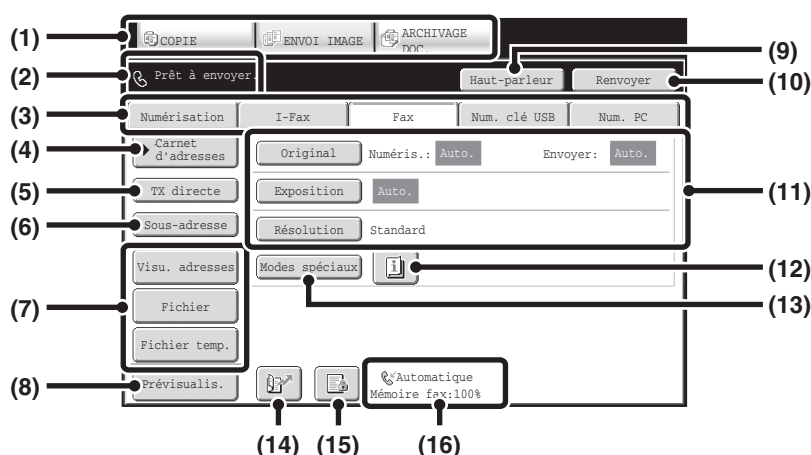 (1) COPIE ENVOI IMAGE ARCHIVAGE DOC.
(2) Prêt à envoyer. Haut-parleur Renvoyer (9) (10)
(3) Numérisation I-Fax Fax Num. clé USB Num. PC
(4) Carnet d'adresses Original Numéris.: Auto. Envoyer: Auto.
(5) TX directe Exposition Auto. (11)
(6) Sous-adresse Résolution Standard
Visu. adresses Modes spéciaux (12)
(7) Fichier (13)
Fichier temp.
(8) Prévisualis. Automatique
Mémoire fax:100%
(14) (15) (16)